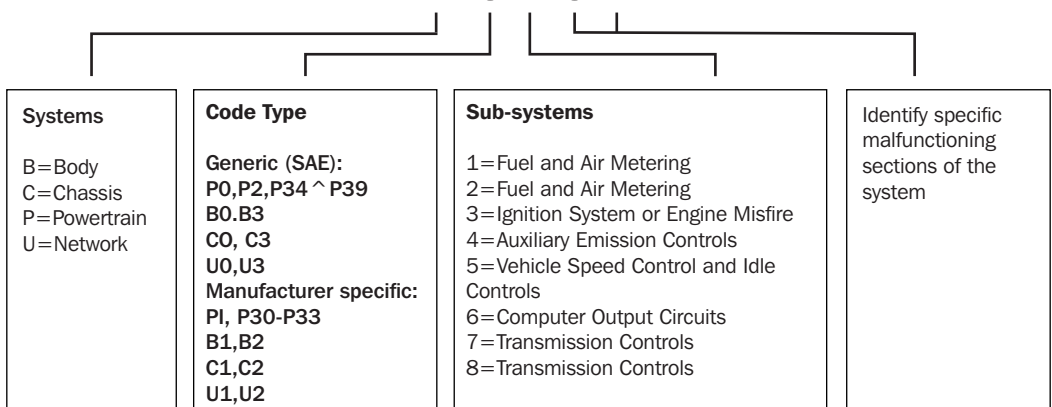 Systems
B=Body
C=Chassis
P=Powertrain
U=Network
Code Type
Generic (SAE):
P0,P2,P34^P39
B0.B3
CO, C3
U0,U3
Manufacturer specific:
PI, P30-P33
B1,B2
C1,C2
U1,U2
Sub-systems
1=Fuel and Air Metering
2=Fuel and Air Metering
3=Ignition System or Engine Misfire
4=Auxiliary Emission Controls
5=Vehicle Speed Control and Idle
Controls
6=Computer Output Circuits
7=Transmission Controls
8=Transmission Controls
Identify specific
malfunctioning
sections of the
system